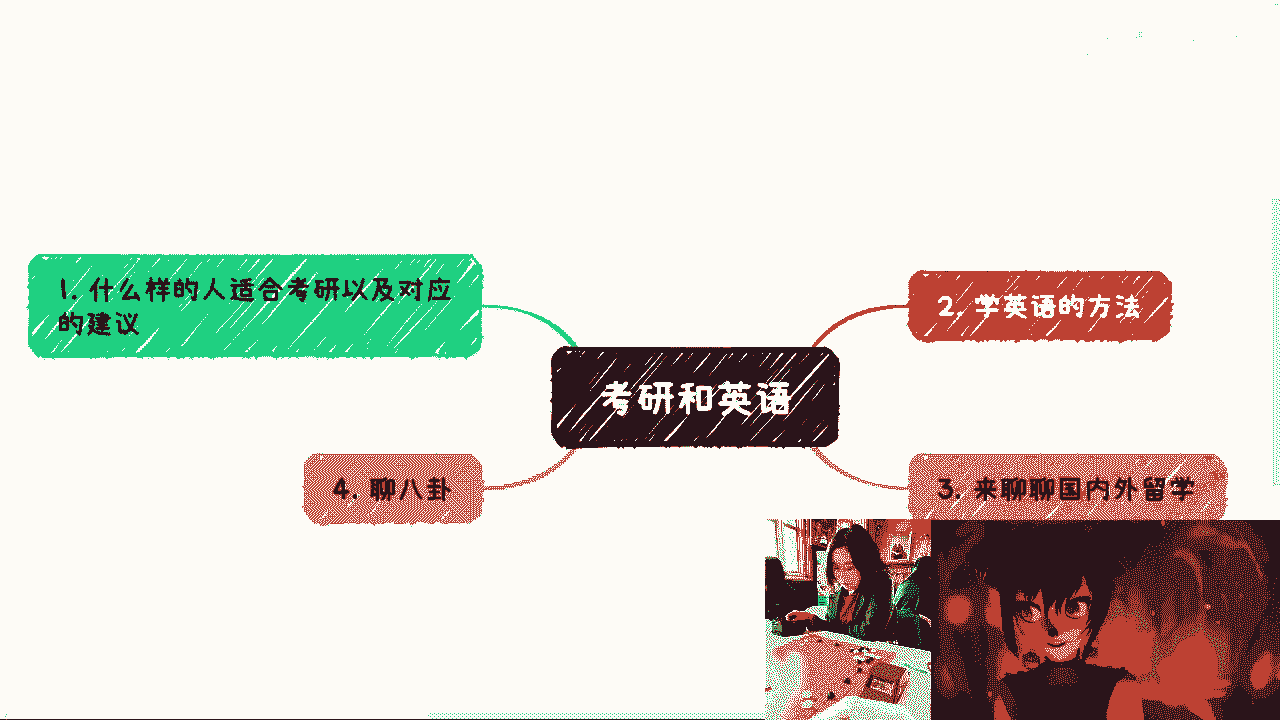 1. 什么样的人适合考研以及对应
的建议
2. 学英语的方法
考研和英语
4. 聊八卦
3. 来聊聊国内外留学